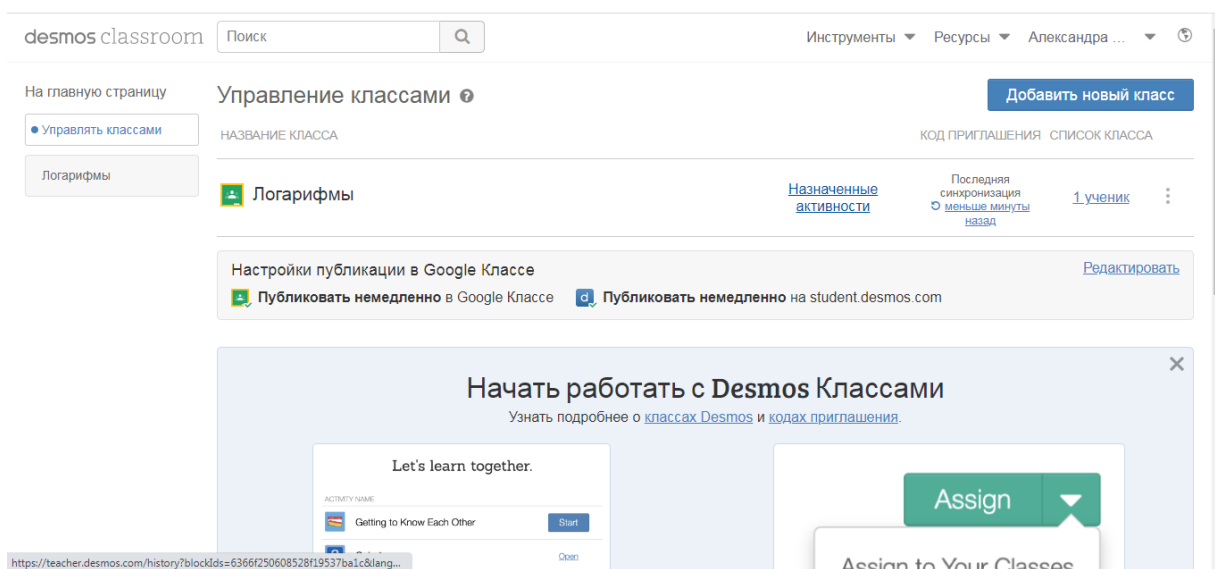 desmos classroom
Поиск
Инструменты
Ресурсы
Александра ...
На главную страницу
Управлять классами
Логарифмы
Управление классами
Добавить новый класс
НАЗВАНИЕ КЛАССА
КОД ПРИГЛАШЕНИЯ
СПИСОК КЛАССА
Логарифмы
Назначенные
активности
Последняя
синхронизация
меньше минуты
назад
1 ученик
Настройки публикации в Google Классе
Редактировать
Публиковать немедленно в Google Классе
Публиковать немедленно на student.desmos.com
Начать работать с Desmos Классами
Узнать подробнее о классах Desmos и кодах приглашения.
Let's learn together.
ACTIVITY NAME
Getting to Know Each Other
Start
Open
Assign
Assign to Your Classes
https://teacher.desmos.com/history?blockIds=6366f250608528f19537ba1c&lang...